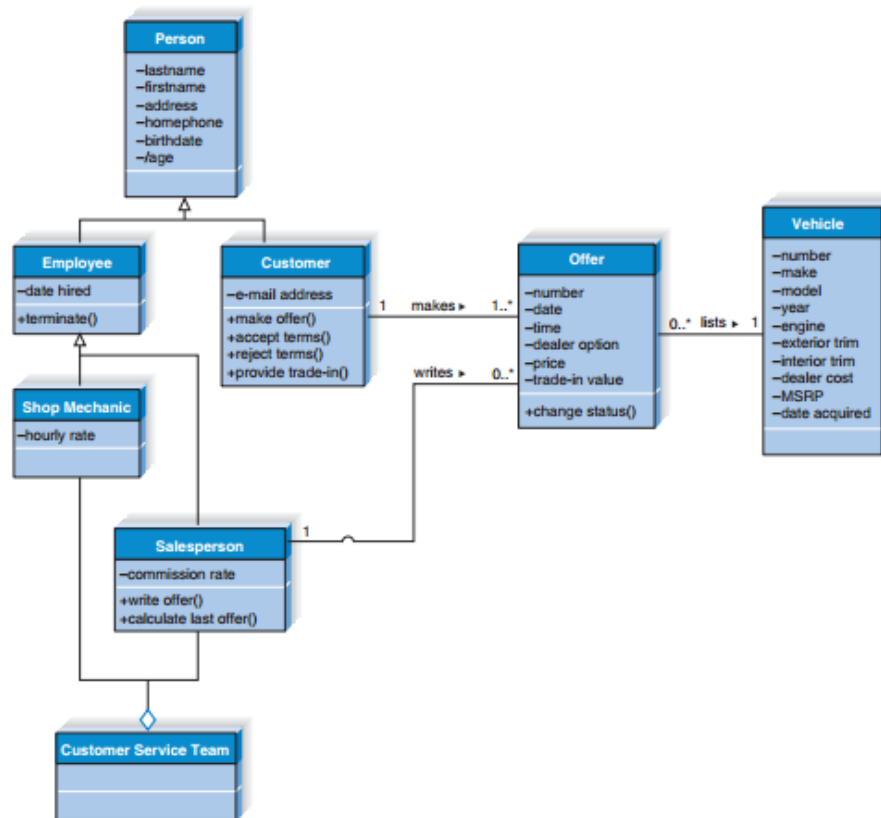 Person
–lastname
–firstname
–address
–homephone
–birthdate
–/age
Employee
–date hired
+terminate()
Customer
–e-mail address
+make offer()
+accept terms()
+reject terms()
+provide trade-in()
1 makes ▸ 1..*
writes ▸ 0..*
Offer
–number
–date
–time
–dealer option
–price
–trade-in value
+change status()
0..* lists ▸ 1
Vehicle
–number
–make
–model
–year
–engine
–exterior trim
–interior trim
–dealer cost
–MSRP
–date acquired
Shop Mechanic
–hourly rate
Salesperson
–commission rate
+write offer()
+calculate last offer()
1
Customer Service Team